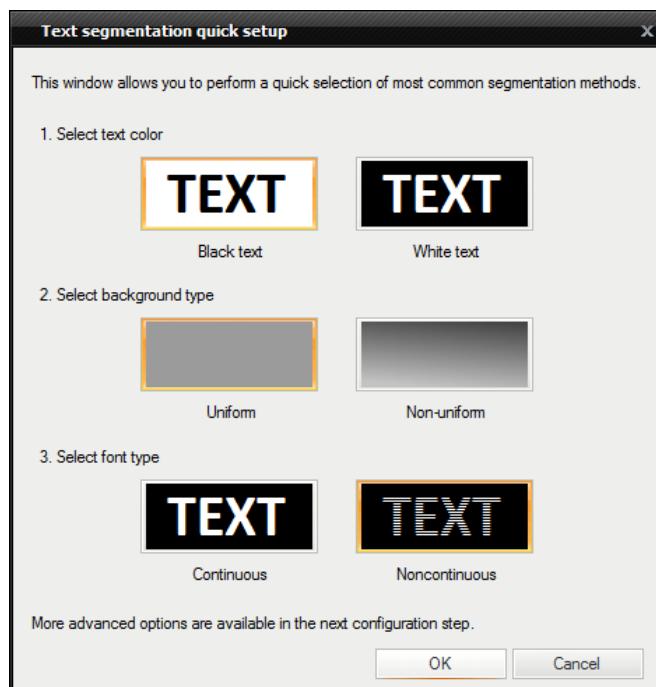 Text segmentation quick setup
x
This window allows you to perform a quick selection of most common segmentation methods.
1. Select text color
TEXT TEXT
Black text White text
2. Select background type
Uniform Non-uniform
3. Select font type
TEXT TEXT
Continuous Noncontinuous
More advanced options are available in the next configuration step.
OK Cancel